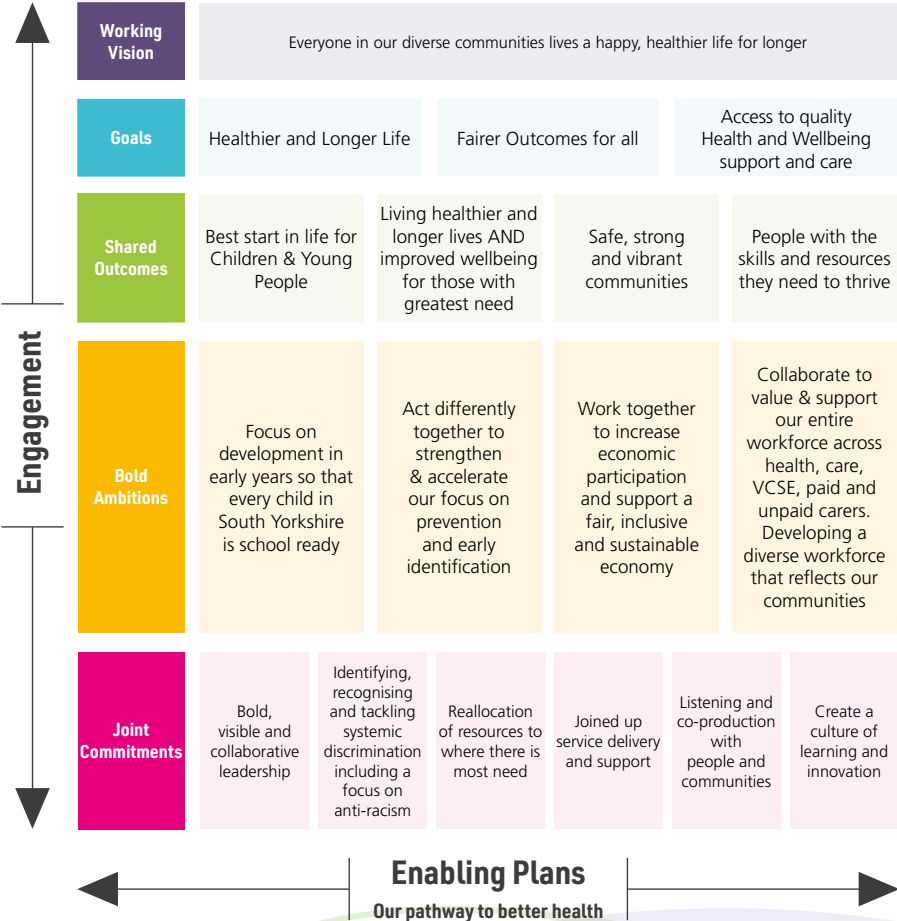 Working
Vision
Everyone in our diverse communities lives a happy, healthier life for longer
Goals
Healthier and Longer Life
Fairer Outcomes for all
Access to quality
Health and Wellbeing
support and care
Shared
Outcomes
Best start in life for
Children & Young
People
Living healthier and
longer lives AND
improved wellbeing
for those with
greatest need
Safe, strong
and vibrant
communities
People with the
skills and resources
they need to thrive
Engagement
Bold
Ambitions
Focus on
development in
early years so that
every child in
South Yorkshire
is school ready
Act differently
together to
strengthen
& accelerate
our focus on
prevention
and early
identification
Work together
to increase
economic
participation
and support a
fair, inclusive
and sustainable
economy
Collaborate to
value & support
our entire
workforce across
health, care,
VCSE, paid and
unpaid carers.
Developing a
diverse workforce
that reflects our
communities
Joint
Commitments
Bold,
visible and
collaborative
leadership
Identifying,
recognising
and tackling
systemic
discrimination
including a
focus on
anti-racism
Reallocation
of resources to
where there is
most need
Joined up
service delivery
and support
Listening and
co-production
with
people and
communities
Create a
culture of
learning and
innovation
Enabling Plans
Our pathway to better health